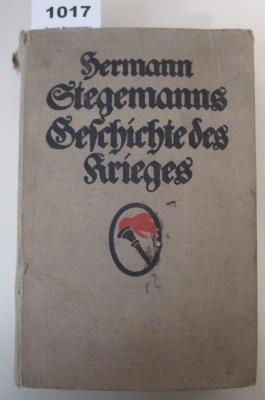 1017
Hermann
Stegemanns
Geschichte des
Krieges